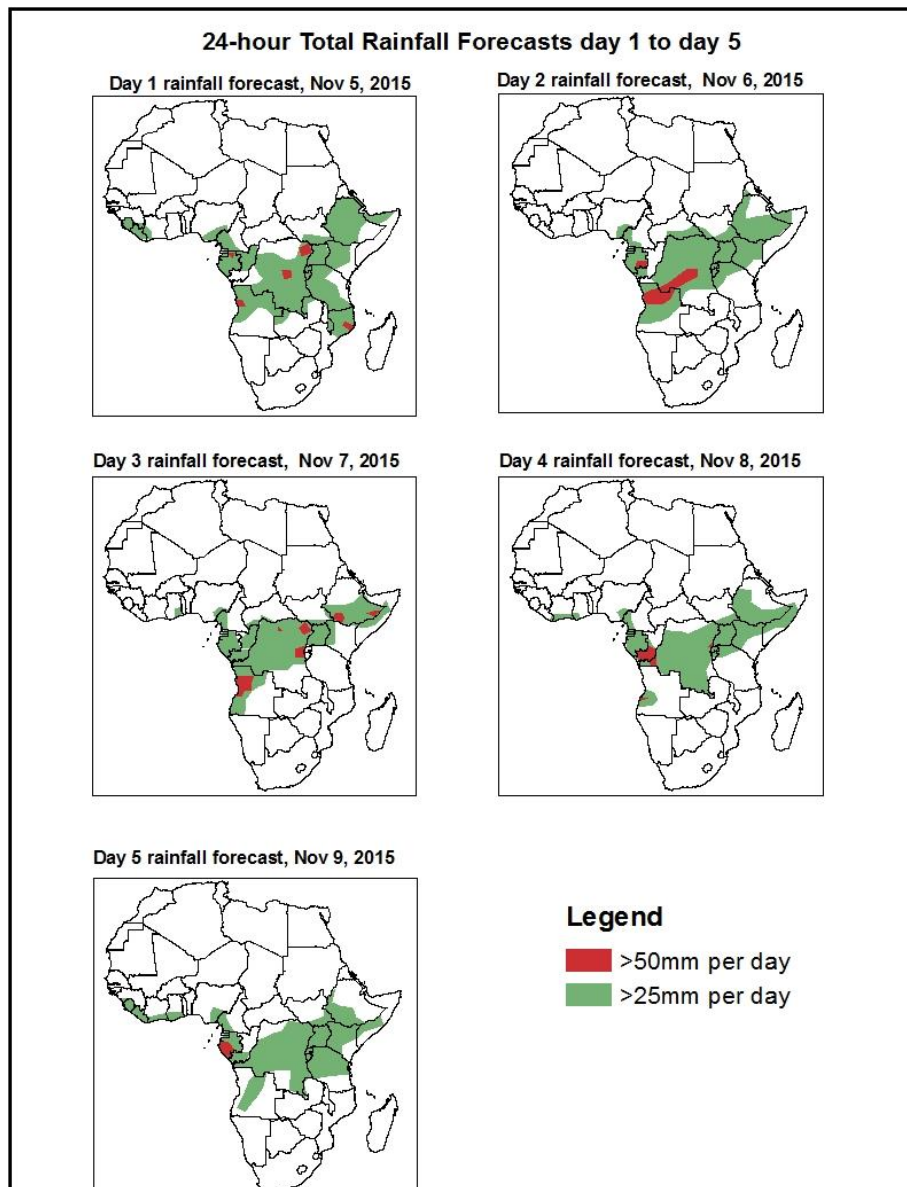 24-hour Total Rainfall Forecasts day 1 to day 5
Day 1 rainfall forecast, Nov 5, 2015
Day 2 rainfall forecast, Nov 6, 2015
Day 3 rainfall forecast, Nov 7, 2015
Day 4 rainfall forecast, Nov 8, 2015
Day 5 rainfall forecast, Nov 9, 2015
Legend
>50mm per day
>25mm per day